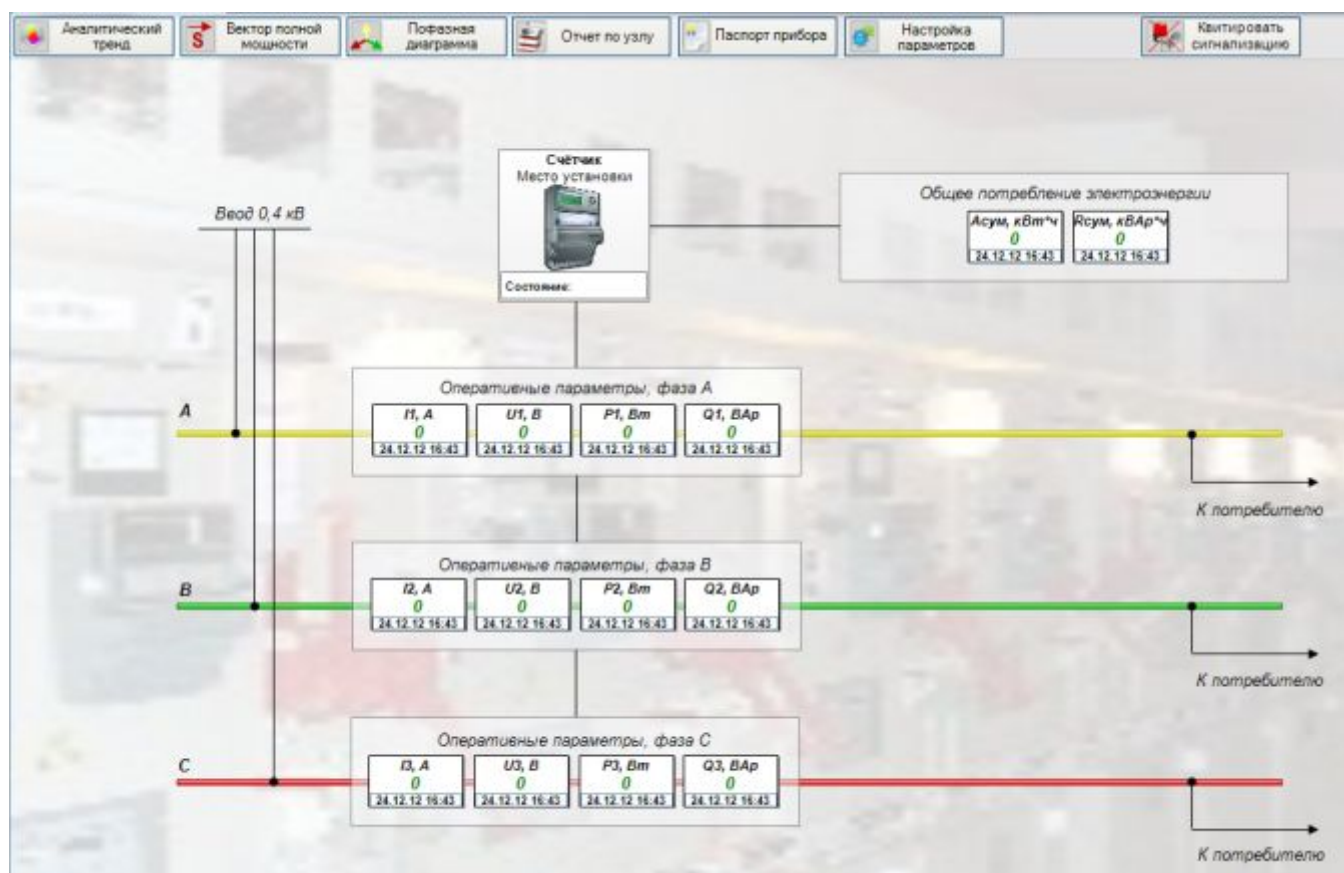 Аналитический
тренд
Вектор полной
мощности
Пофазная
диаграмма
Отчет по узлу
Паспорт прибора
Настройка
параметров
Квитировать
сигнализацию
Счётчик
Место установки
Состояние:
Общее потребление электроэнергии
Aсум, кВт*ч
Rсум, кВАр*ч
0
0
24.12.12 16:43
24.12.12 16:43
Ввод 0,4 кВ
A
Оперативные параметры, фаза A
I1, А
U1, В
P1, Вт
Q1, ВАр
0
0
0
0
24.12.12 16:43
24.12.12 16:43
24.12.12 16:43
24.12.12 16:43
К потребителю
B
Оперативные параметры, фаза B
I2, А
U2, В
P2, Вт
Q2, ВАр
0
0
0
0
24.12.12 16:43
24.12.12 16:43
24.12.12 16:43
24.12.12 16:43
К потребителю
C
Оперативные параметры, фаза C
I3, А
U3, В
P3, Вт
Q3, ВАр
0
0
0
0
24.12.12 16:43
24.12.12 16:43
24.12.12 16:43
24.12.12 16:43
К потребителю